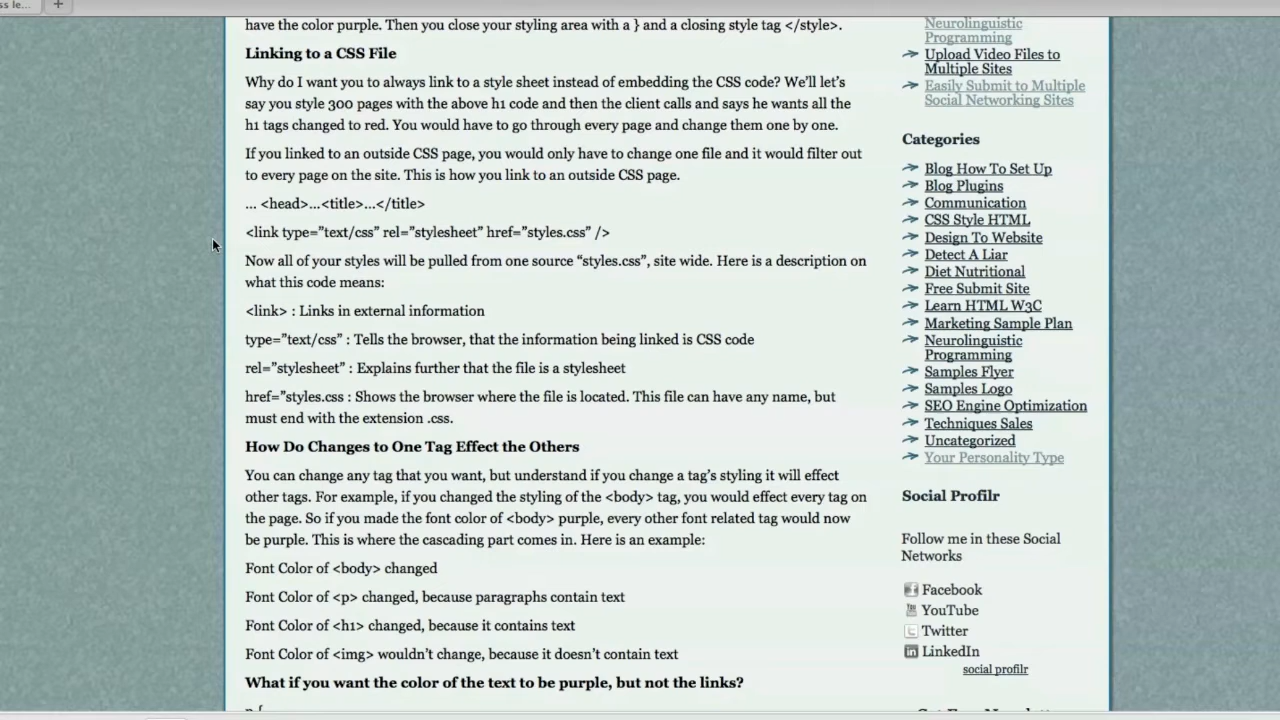 ss le...
have the color purple. Then you close your styling area with a } and a closing style tag </style>.
Linking to a CSS File
Why do I want you to always link to a style sheet instead of embedding the CSS code? We’ll let’s
say you style 300 pages with the above h1 code and then the client calls and says he wants all the
h1 tags changed to red. You would have to go through every page and change them one by one.
If you linked to an outside CSS page, you would only have to change one file and it would filter out
to every page on the site. This is how you link to an outside CSS page.
... <head>...<title>...</title>
<link type=”text/css” rel=”stylesheet” href=”styles.css” />
Now all of your styles will be pulled from one source “styles.css”, site wide. Here is a description on
what this code means:
<link> : Links in external information
type=”text/css” : Tells the browser, that the information being linked is CSS code
rel=”stylesheet” : Explains further that the file is a stylesheet
href=”styles.css : Shows the browser where the file is located. This file can have any name, but
must end with the extension .css.
How Do Changes to One Tag Effect the Others
You can change any tag that you want, but understand if you change a tag’s styling it will effect
other tags. For example, if you changed the styling of the <body> tag, you would effect every tag on
the page. So if you made the font color of <body> purple, every other font related tag would now
be purple. This is where the cascading part comes in. Here is an example:
Font Color of <body> changed
Font Color of <p> changed, because paragraphs contain text
Font Color of <h1> changed, because it contains text
Font Color of <img> wouldn’t change, because it doesn’t contain text
What if you want the color of the text to be purple, but not the links?
p {
Neurolinguistic
Programming
Upload Video Files to
Multiple Sites
Easily Submit to Multiple
Social Networking Sites
Categories
Blog How To Set Up
Blog Plugins
Communication
CSS Style HTML
Design To Website
Detect A Liar
Diet Nutritional
Free Submit Site
Learn HTML W3C
Marketing Sample Plan
Neurolinguistic
Programming
Samples Flyer
Samples Logo
SEO Engine Optimization
Techniques Sales
Uncategorized
Your Personality Type
Social Profilr
Follow me in these Social
Networks
Facebook
YouTube
Twitter
LinkedIn
social profilr